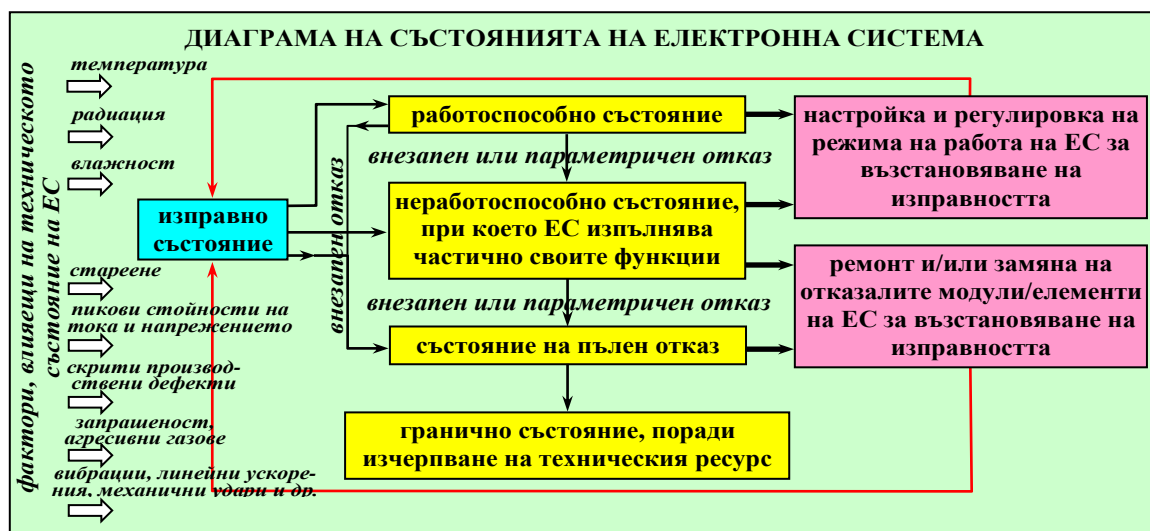 ДИАГРАМА НА СЪСТОЯНИЯТА НА ЕЛЕКТРОННА СИСТЕМА
фактори, влияещи на техническото
състояние на ЕС
температура
радиация
влажност
стареене
пикови стойности на
тока и напрежението
скрити производ-
ствени дефекти
запрашеност,
агресивни газове
вибрации, линейни ускоре-
ния, механични удари и др.
изправно
състояние
внезапен отказ
работоспособно състояние
внезапен или параметричен отказ
неработоспособно състояние,
при което ЕС изпълнява
частично своите функции
внезапен или параметричен отказ
състояние на пълен отказ
гранично състояние, поради
изчерпване на техническия ресурс
настройка и регулировка на
режима на работа на ЕС за
възстановяване на
изправността
ремонт и/или замяна на
отказалите модули/елементи
на ЕС за възстановяване на
изправността